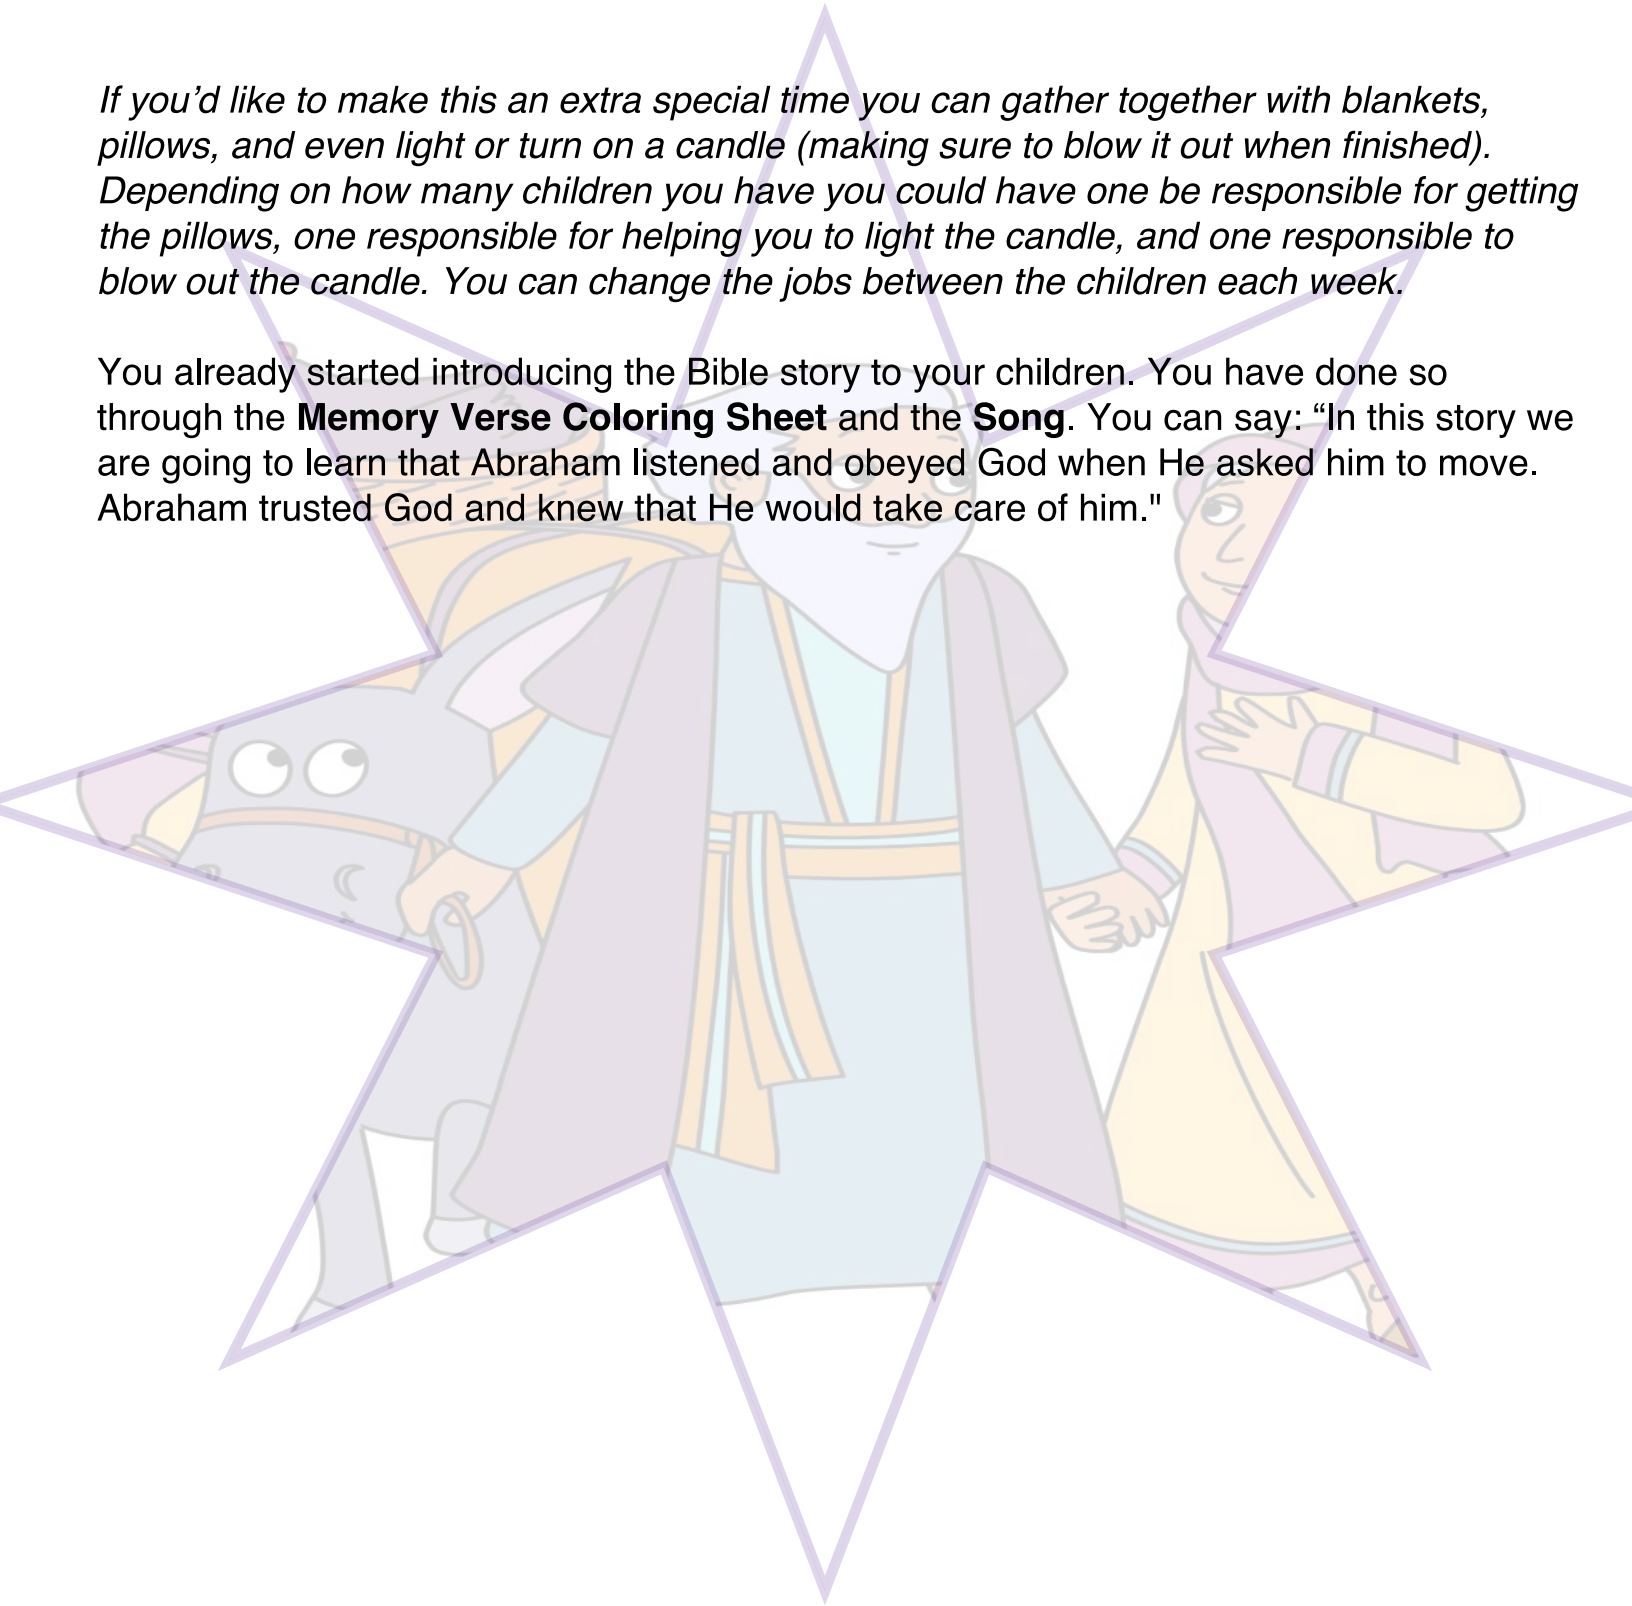 If you’d like to make this an extra special time you can gather together with blankets,
pillows, and even light or turn on a candle (making sure to blow it out when finished).
Depending on how many children you have you could have one be responsible for getting
the pillows, one responsible for helping you to light the candle, and one responsible to
blow out the candle. You can change the jobs between the children each week.
You already started introducing the Bible story to your children. You have done so
through the Memory Verse Coloring Sheet and the Song. You can say: “In this story we
are going to learn that Abraham listened and obeyed God when He asked him to move.
Abraham trusted God and knew that He would take care of him."